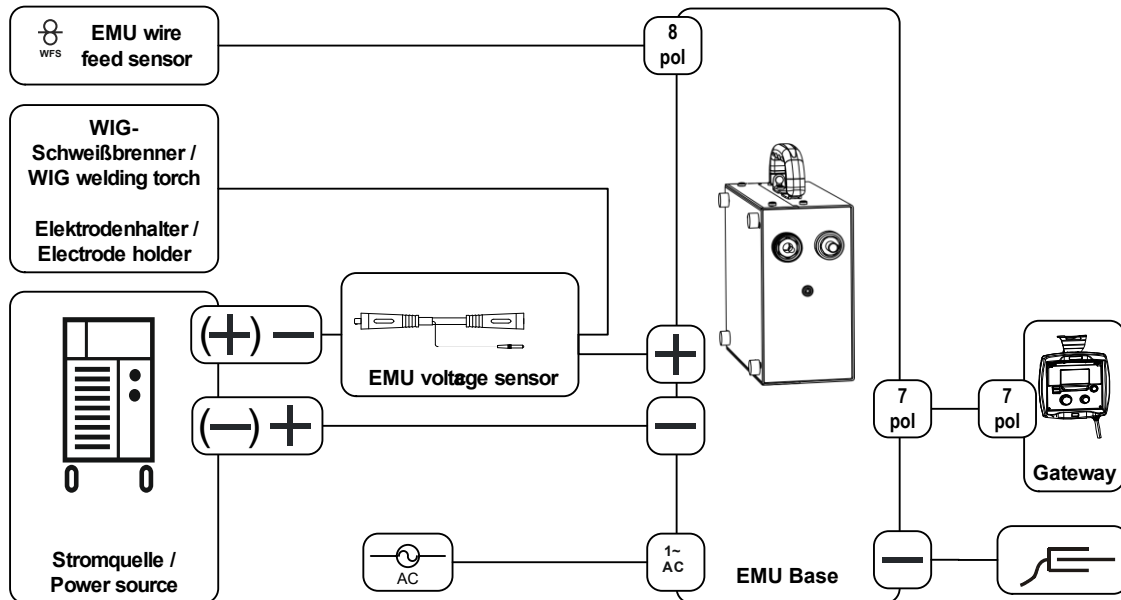 WFS
EMU wire
feed sensor
8
pol
WIG-
Schweißbrenner /
WIG welding torch
Elektrodenhalter /
Electrode holder
(+) —
EMU voltage sensor
+
(—) +
—
7
pol
7
pol
Gateway
Stromquelle /
Power source
AC
1~
AC
EMU Base
—